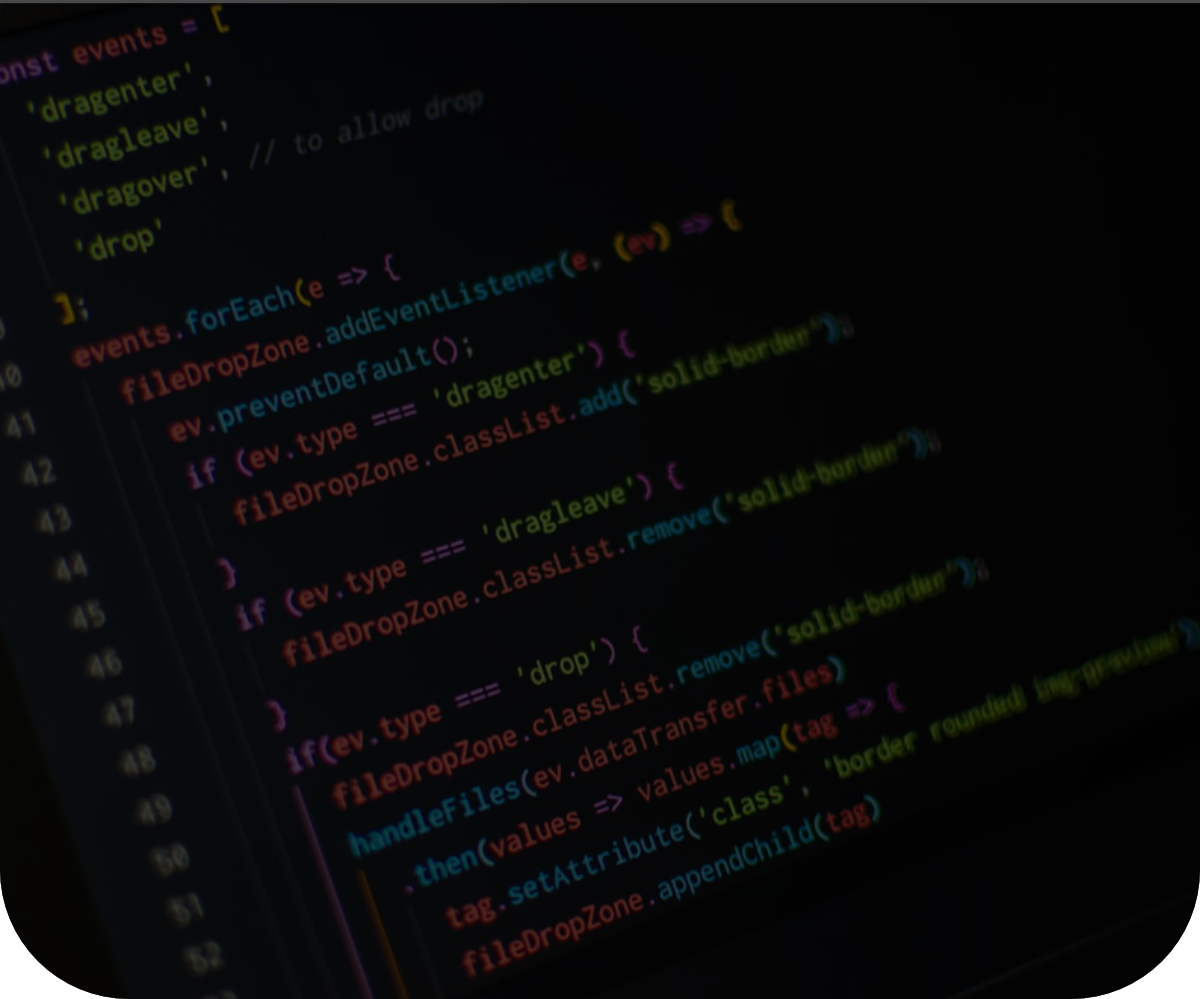 onst events = [
'dragenter',
'dragleave',
'dragover', // to allow drop
'drop'
];
40 events.forEach(e => {
41 fileDropZone.addEventListener(e, (ev) => {
42 ev.preventDefault();
43 if (ev.type === 'dragenter') {
44 fileDropZone.classList.add('solid-border');
45 }
46 if (ev.type === 'dragleave') {
47 fileDropZone.classList.remove('solid-border');
48 }
49 if(ev.type === 'drop') {
50 fileDropZone.classList.remove('solid-border');
51 handleFiles(ev.dataTransfer.files)
52 .then(values => values.map(tag => {
tag.setAttribute('class', 'border rounded img-preview')
fileDropZone.appendChild(tag)